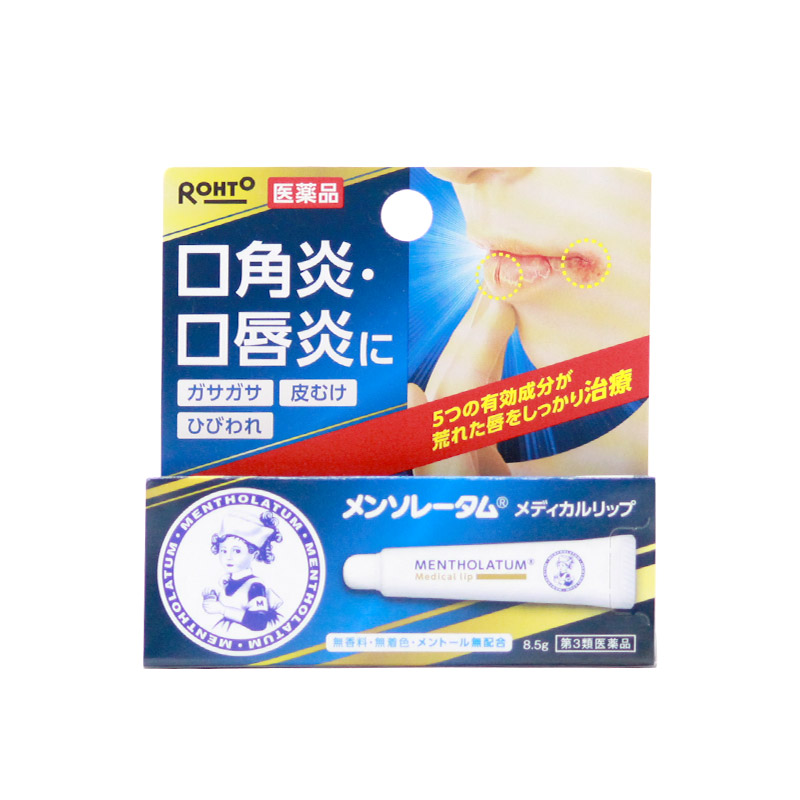 ROHTO 医薬品
口角炎・
口唇炎に
ガサガサ 皮むけ
ひびわれ
5つの有効成分が
荒れた唇をしっかり治療
メンソレータム® メディカルリップ
MENTHOLATUM · MENTHOLATUM · MENTHOLATUM ·
M
MENTHOLATUM®
Medical lip
無香料・無着色・メントール無配合
8.5g 第3類医薬品